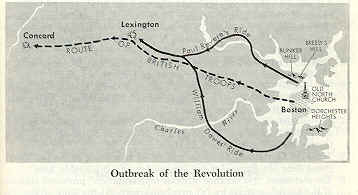 Concord
Lexington
Paul Revere's Ride
BUNKER
HILL
BREED'S
HILL
ROUTE OF BRITISH TROOPS
OLD
NORTH
CHURCH
Boston
DORCHESTER
HEIGHTS
William Dawes Ride
Charles River
Outbreak of the Revolution